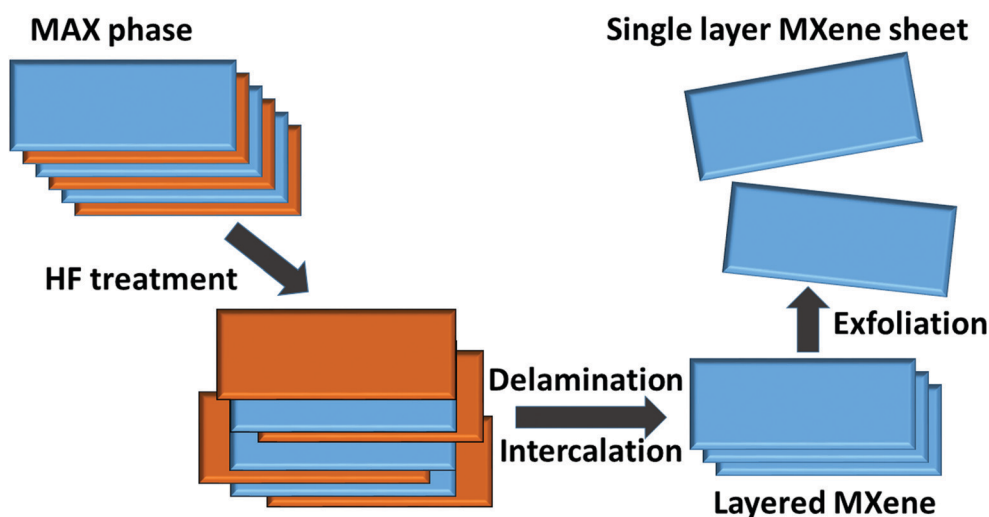 MAX phase
Single layer MXene sheet
HF treatment
Exfoliation
Delamination
Intercalation
Layered MXene